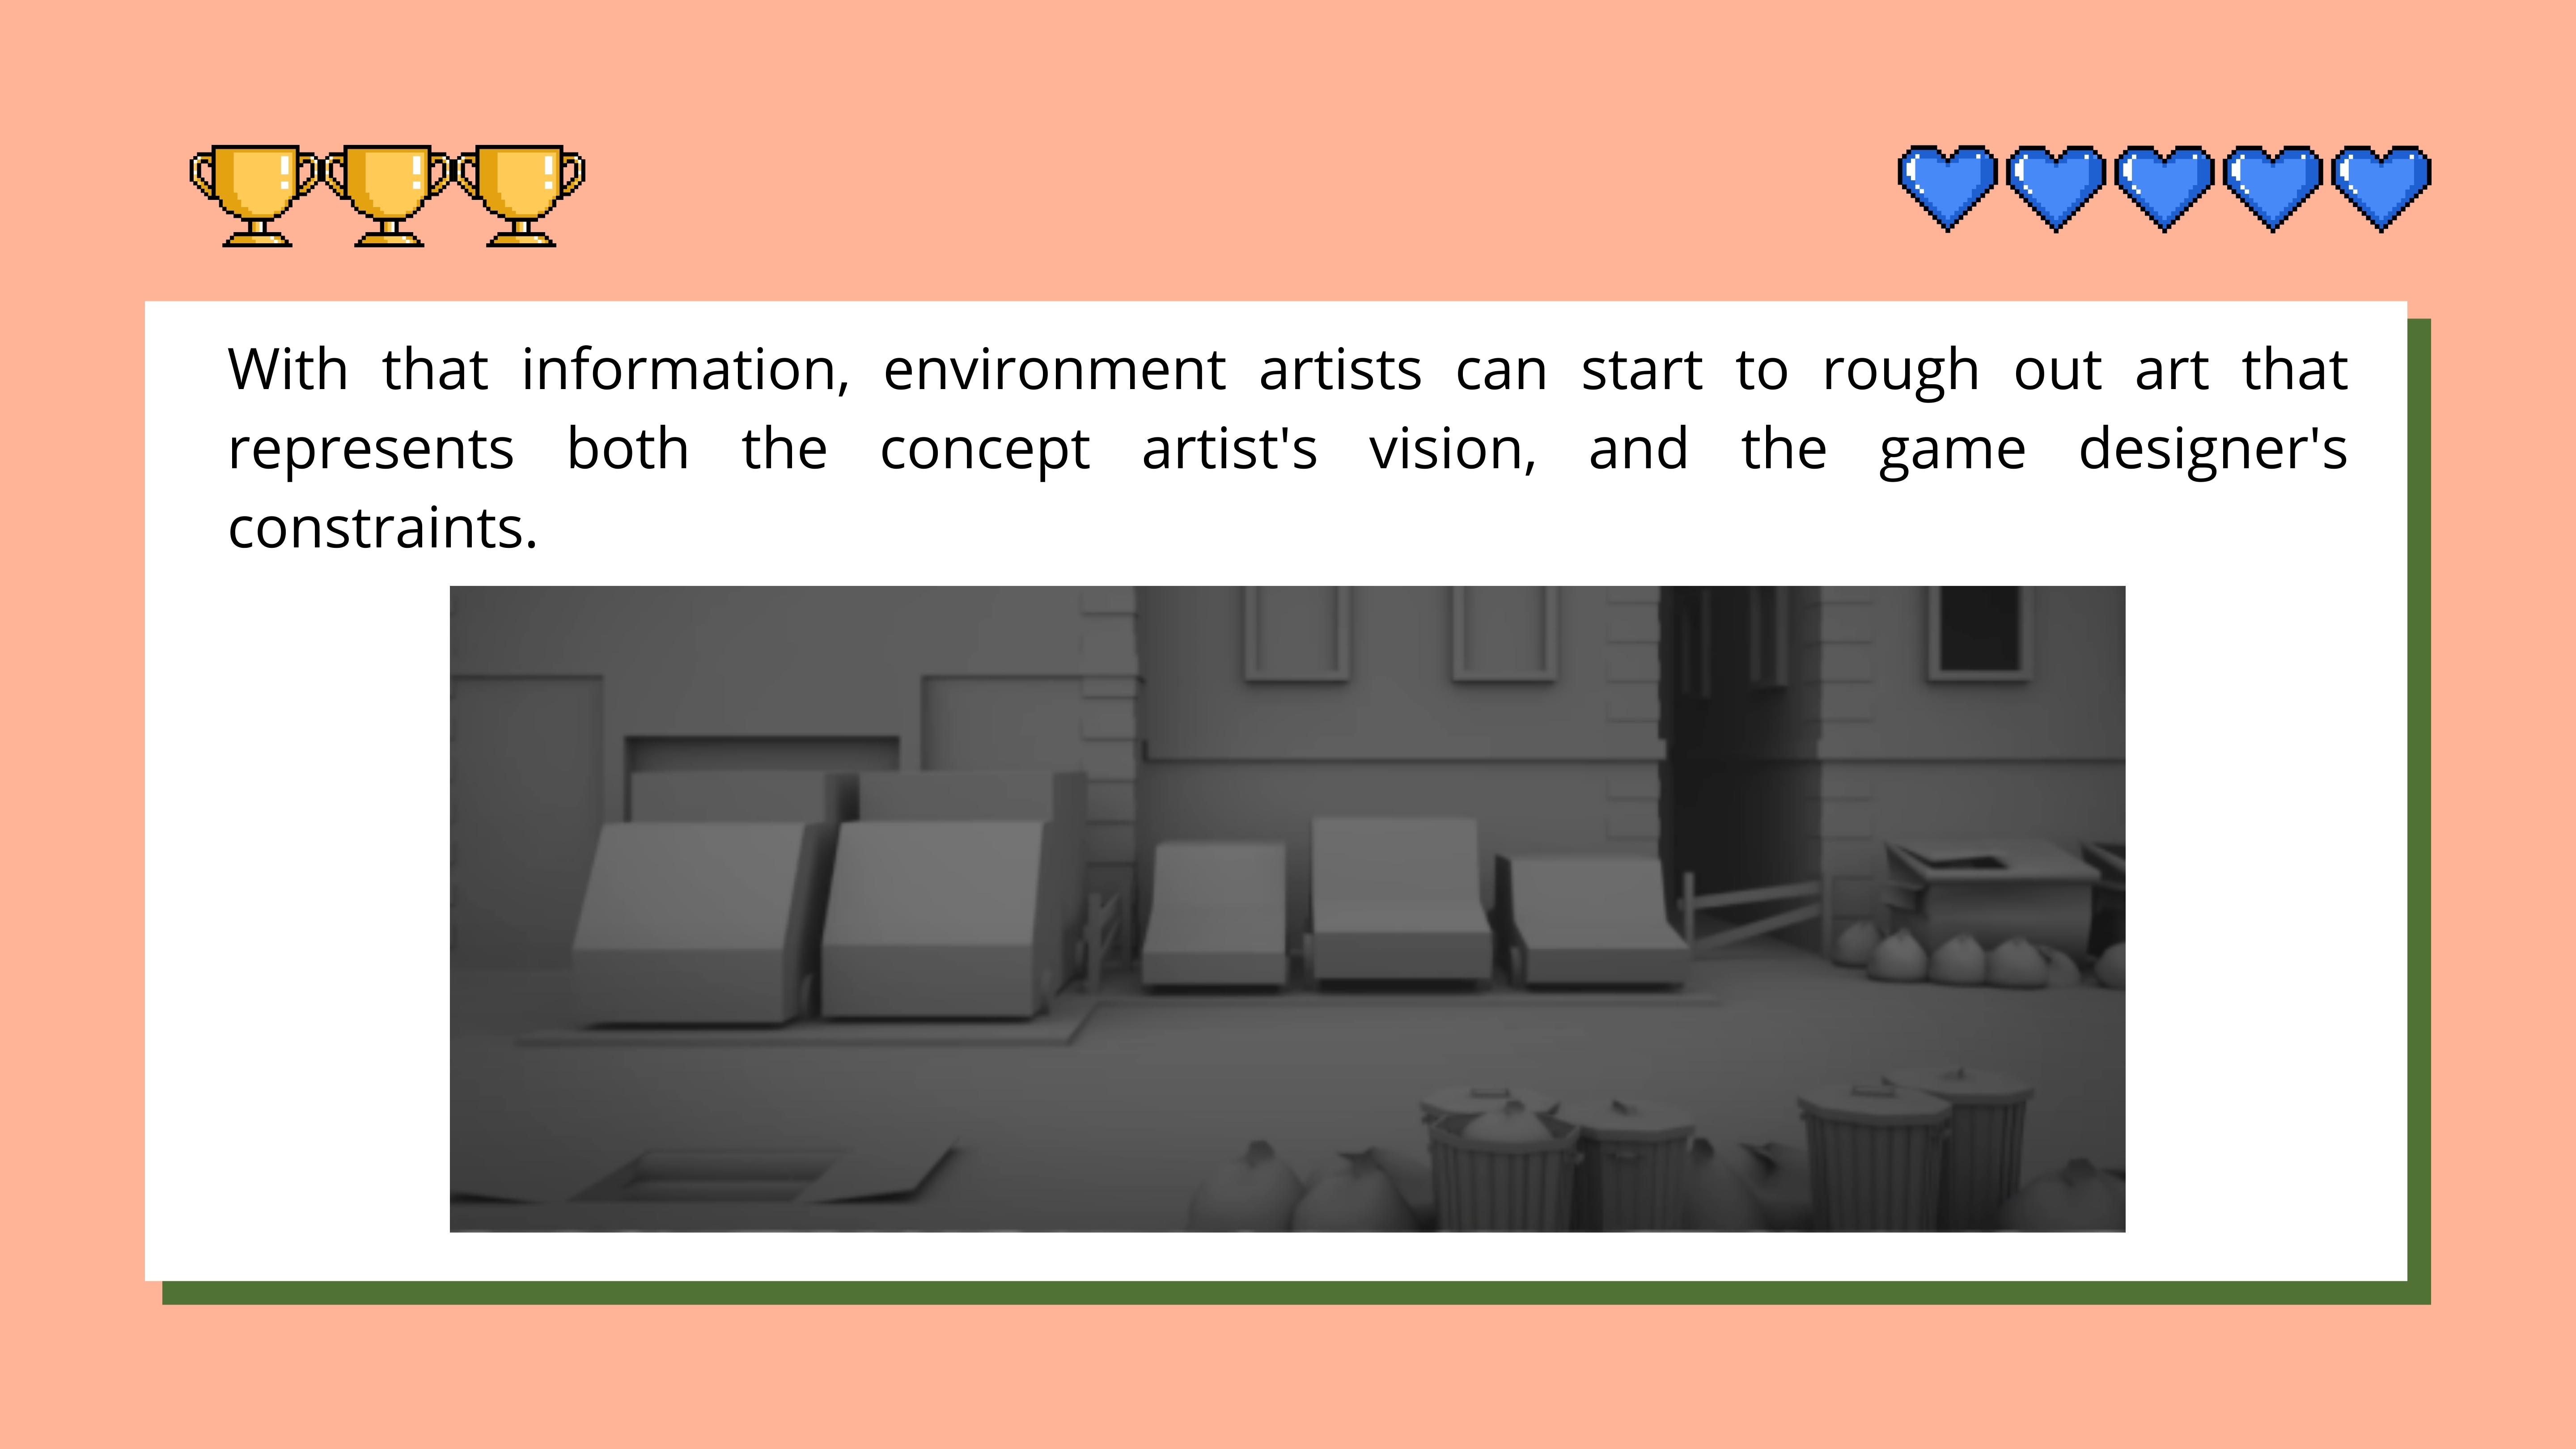 With that information, environment artists can start to rough out art that
represents both the concept artist's vision, and the game designer's
constraints.